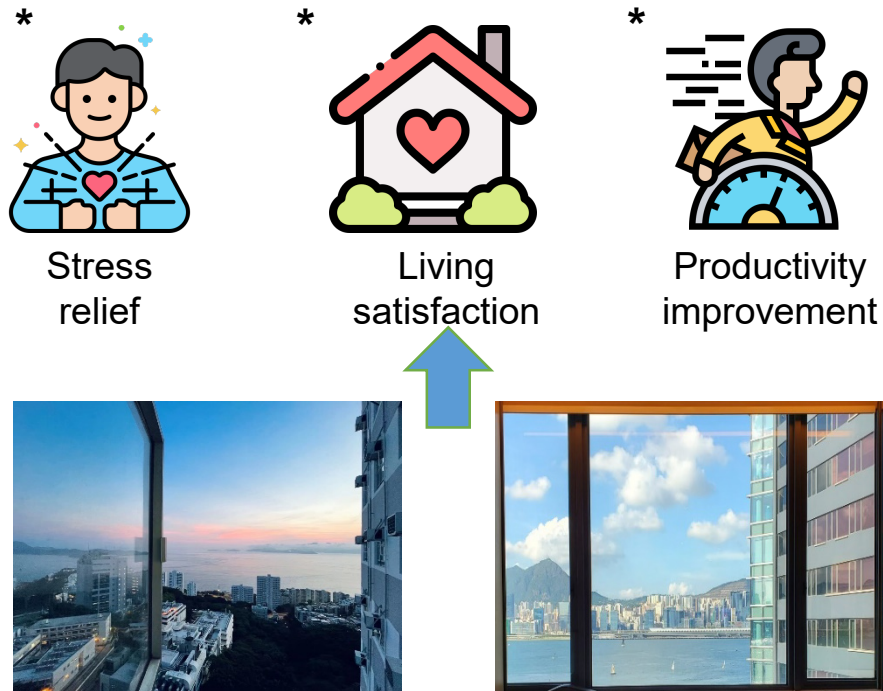 *
*
*
Stress
relief
Living
satisfaction
Productivity
improvement